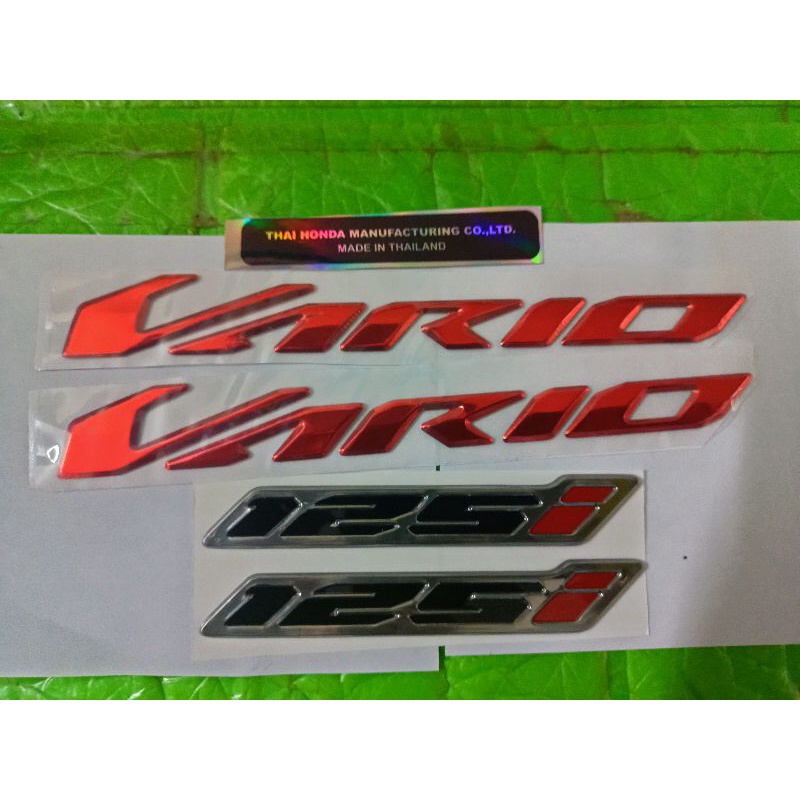 THAI HONDA MANUFACTURING CO.,LTD.
MADE IN THAILAND
VARIO
VARIO
125i
125i